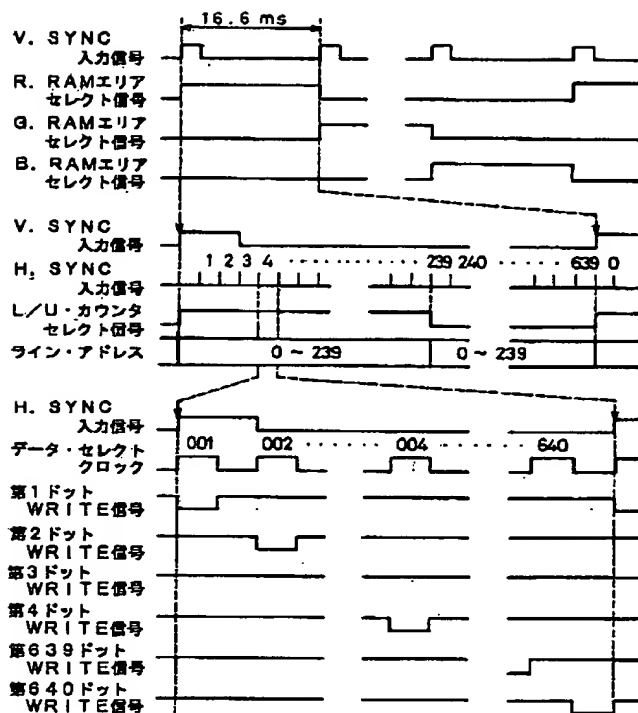 16.6 ms
V. SYNC
入力信号
R. RAMエリア
セレクト信号
G. RAMエリア
セレクト信号
B. RAMエリア
セレクト信号
V. SYNC
入力信号
1 2 3 4 ············ 239 240 ········ 639 0
H. SYNC
入力信号
L/U・カウンタ
セレクト信号
ライン・アドレス 0~239 0~239
H. SYNC
入力信号
データ・セレクト 001 002 ········ 004 ········ 640
クロック
第1ドット
WRITE信号
第2ドット
WRITE信号
第3ドット
WRITE信号
第4ドット
WRITE信号
第639ドット
WRITE信号
第640ドット
WRITE信号